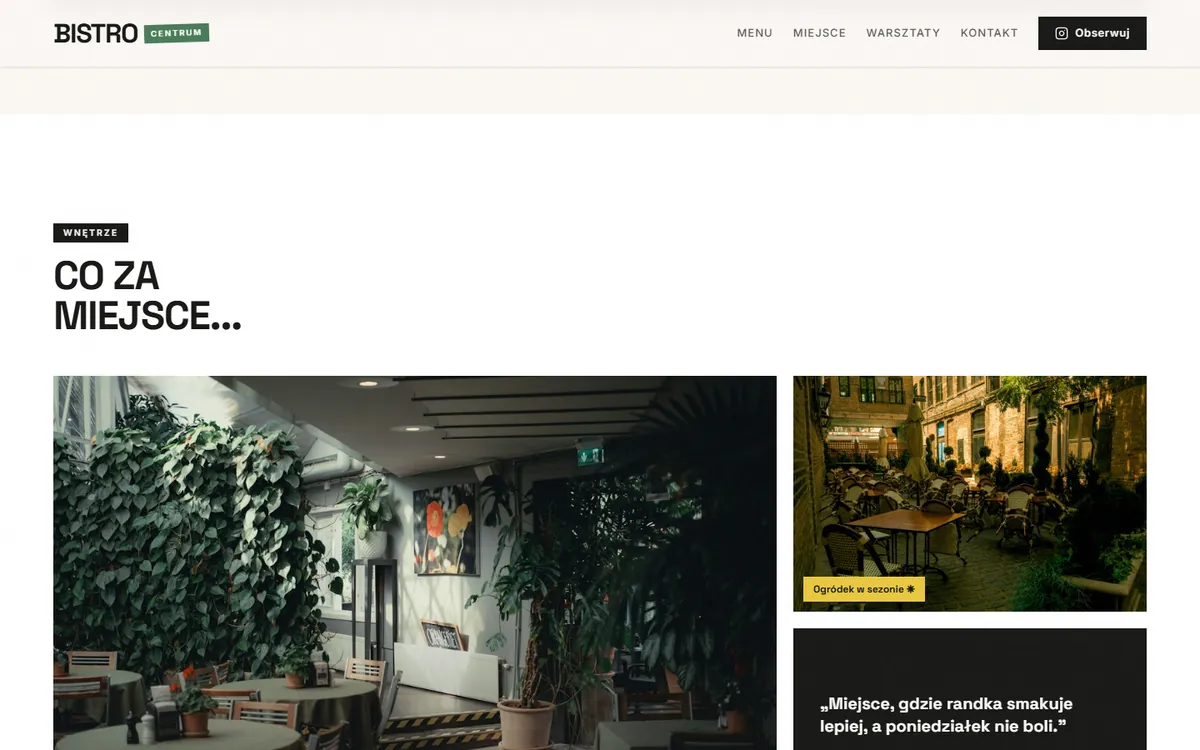 BISTRO CENTRUM
MENU MIEJSCE WARSZTATY KONTAKT Obserwuj
WNĘTRZE
CO ZA
MIEJSCE...
Ogródek w sezonie ✷
„Miejsce, gdzie randka smakuje
lepiej, a poniedziałek nie boli.”